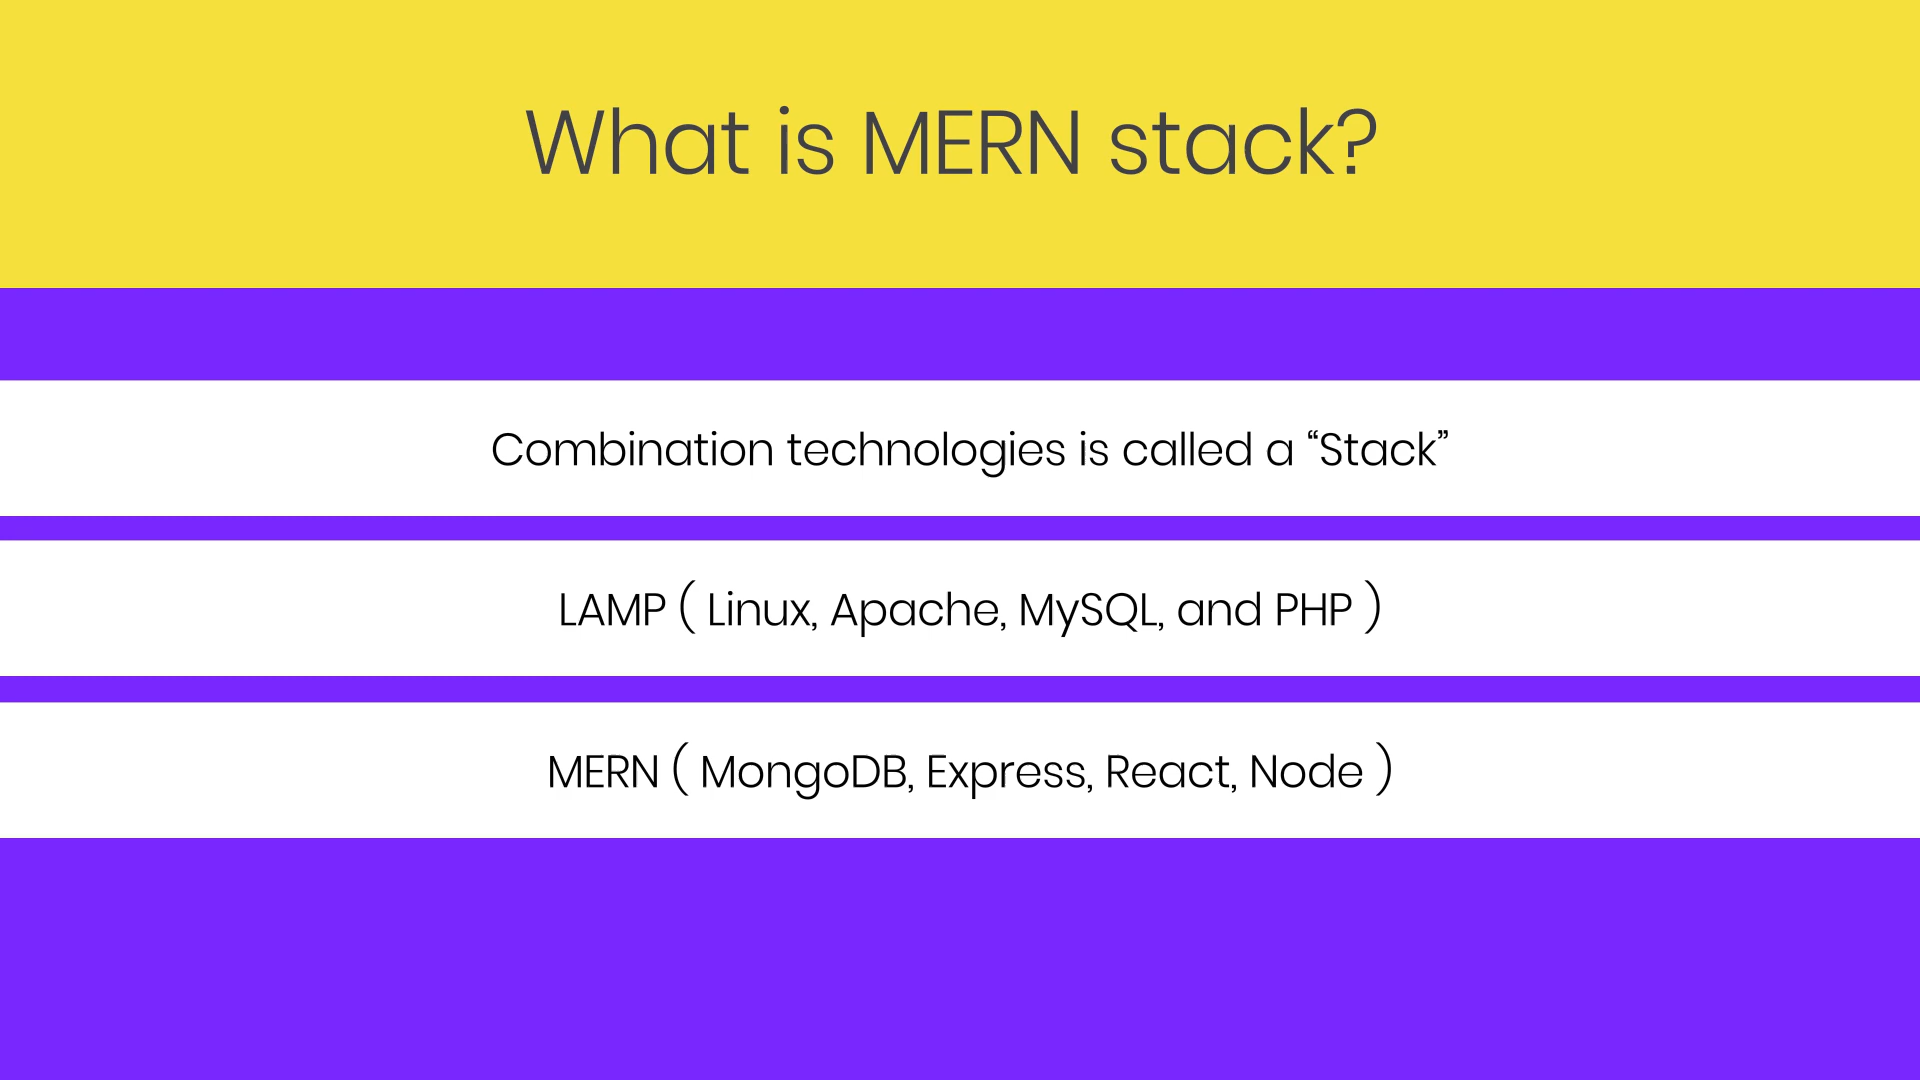 What is MERN stack?
Combination technologies is called a “Stack”
LAMP ( Linux, Apache, MySQL, and PHP )
MERN ( MongoDB, Express, React, Node )